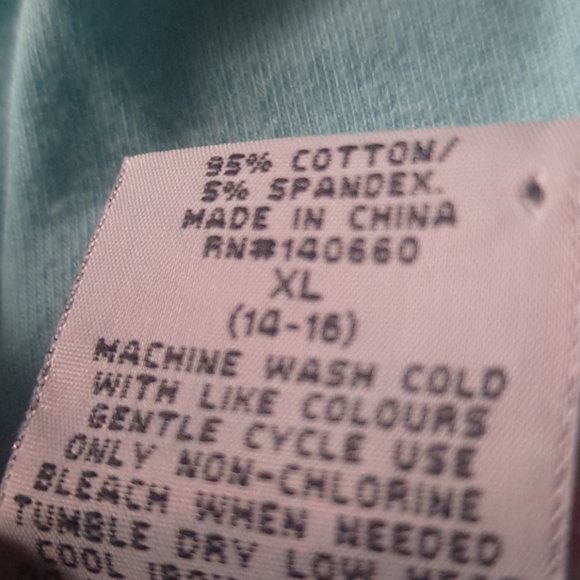 95% COTTON/
5% SPANDEX.
MADE IN CHINA
RN#140660
XL
(14-16)
MACHINE WASH COLD
WITH LIKE COLOURS
GENTLE CYCLE USE
ONLY NON-CHLORINE
BLEACH WHEN NEEDED
TUMBLE DRY LOW
COOL